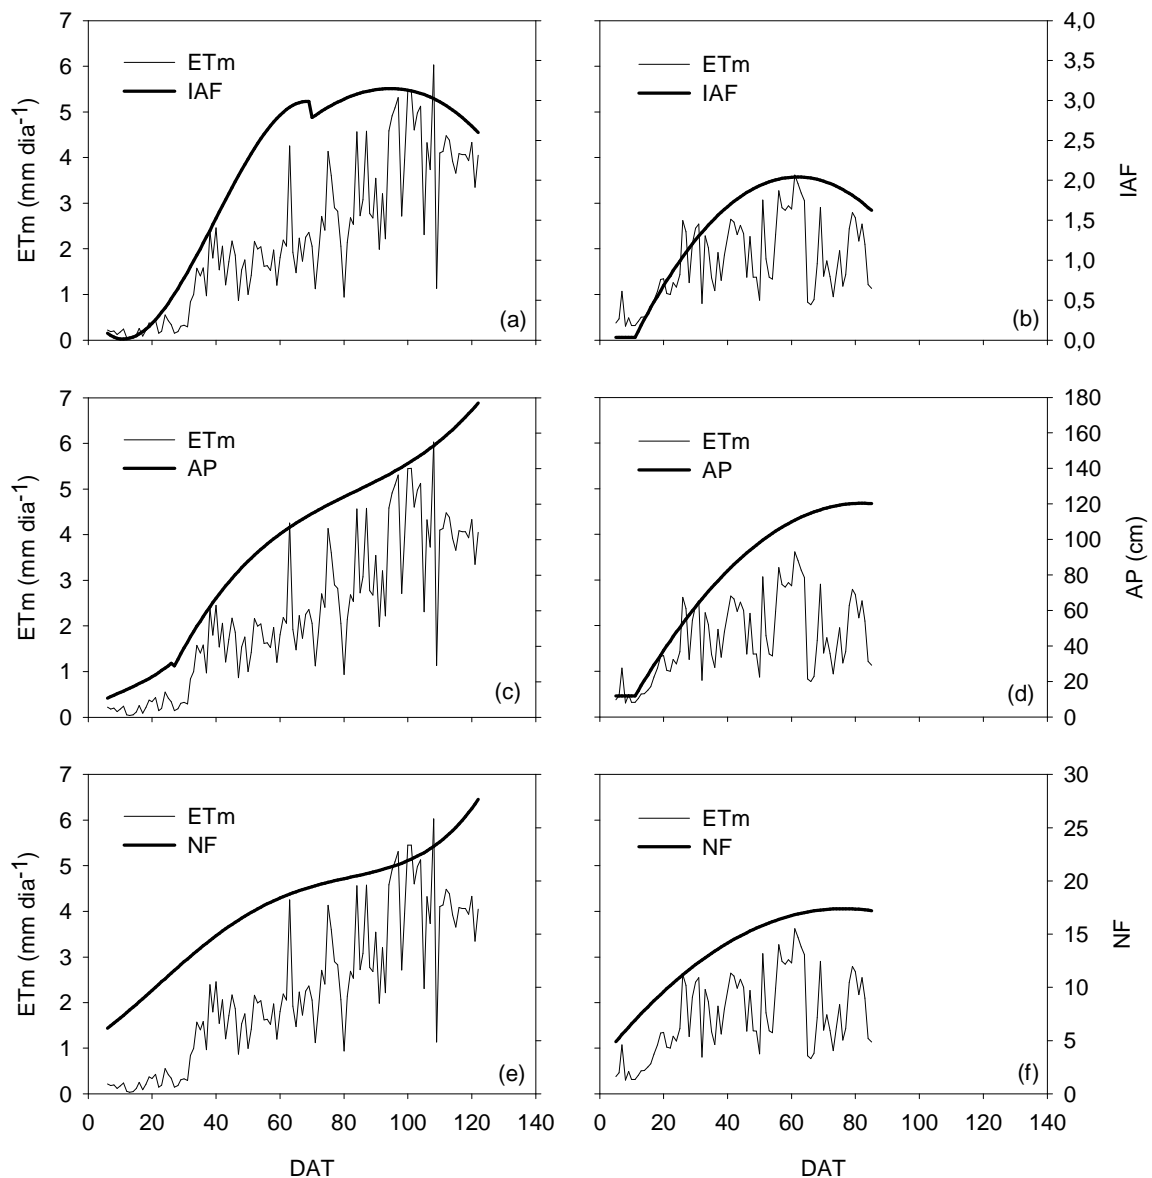 7
6
5
4
3
2
1
0
ETm (mm dia-1)
ETm
IAF
(a)
ETm
IAF
(b)
4,0
3,5
3,0
2,5
2,0
1,5
1,0
0,5
0,0
IAF
7
6
5
4
3
2
1
0
ETm (mm dia-1)
ETm
AP
(c)
ETm
AP
(d)
180
160
140
120
100
80
60
40
20
0
AP (cm)
7
6
5
4
3
2
1
0
ETm (mm dia-1)
ETm
NF
(e)
ETm
NF
(f)
30
25
20
15
10
5
0
NF
0 20 40 60 80 100 120 140
0 20 40 60 80 100 120 140
DAT
DAT